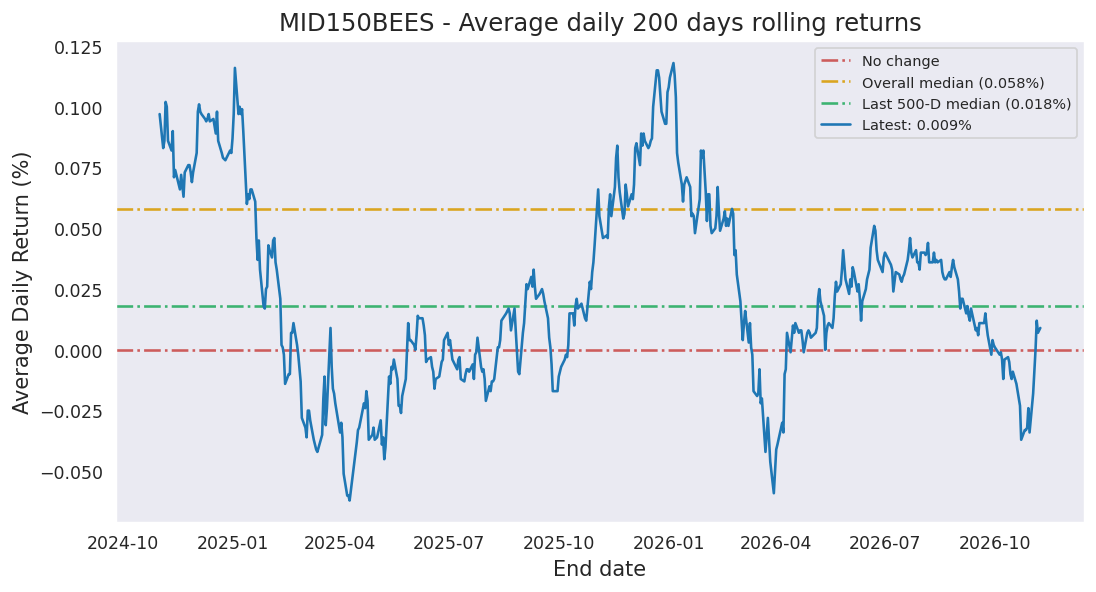 MID150BEES - Average daily 200 days rolling returns
No change
Overall median (0.058%)
Last 500-D median (0.018%)
Latest: 0.009%
Average Daily Return (%)
0.125
0.100
0.075
0.050
0.025
0.000
−0.025
−0.050
2024-10 2025-01 2025-04 2025-07 2025-10 2026-01 2026-04 2026-07 2026-10
End date